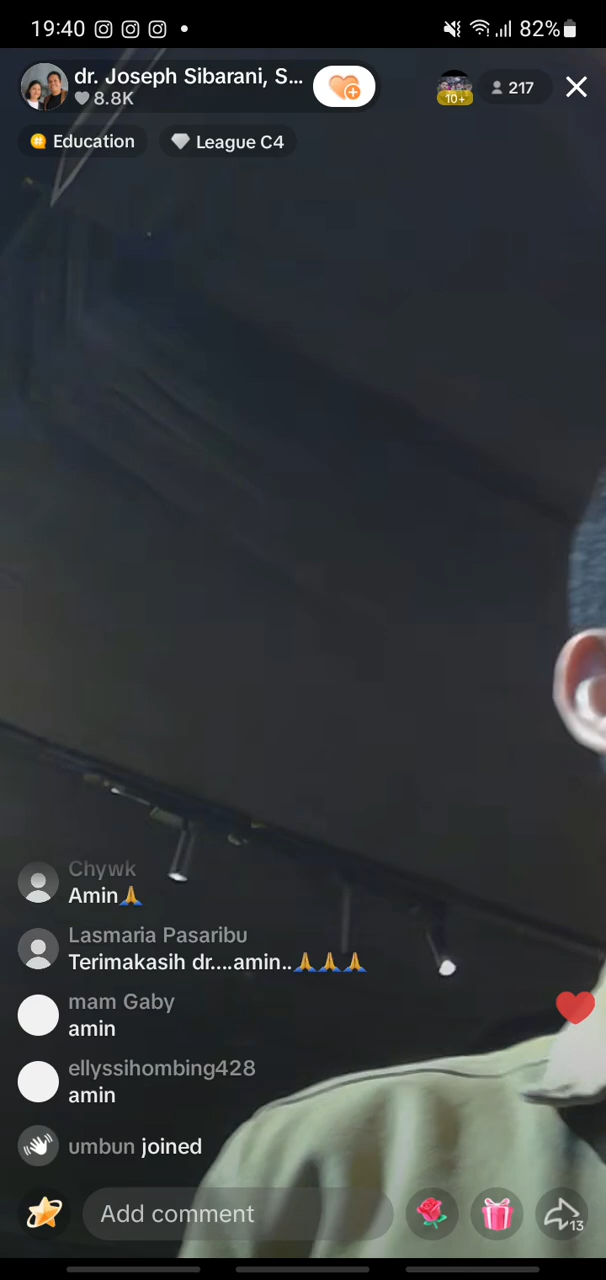 19:40 82%
dr. Joseph Sibarani, S...
8.8K
10+
217
Education
League C4
Chywk
Amin🙏
Lasmaria Pasaribu
Terimakasih dr....amin..🙏🙏🙏
mam Gaby
amin
ellyssihombing428
amin
umbun joined
Add comment
13